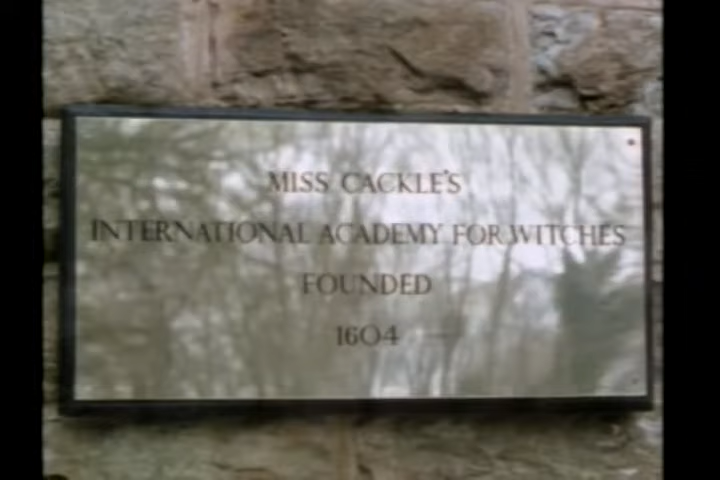 MISS CACKLE'S
INTERNATIONAL ACADEMY FOR WITCHES
FOUNDED
1604